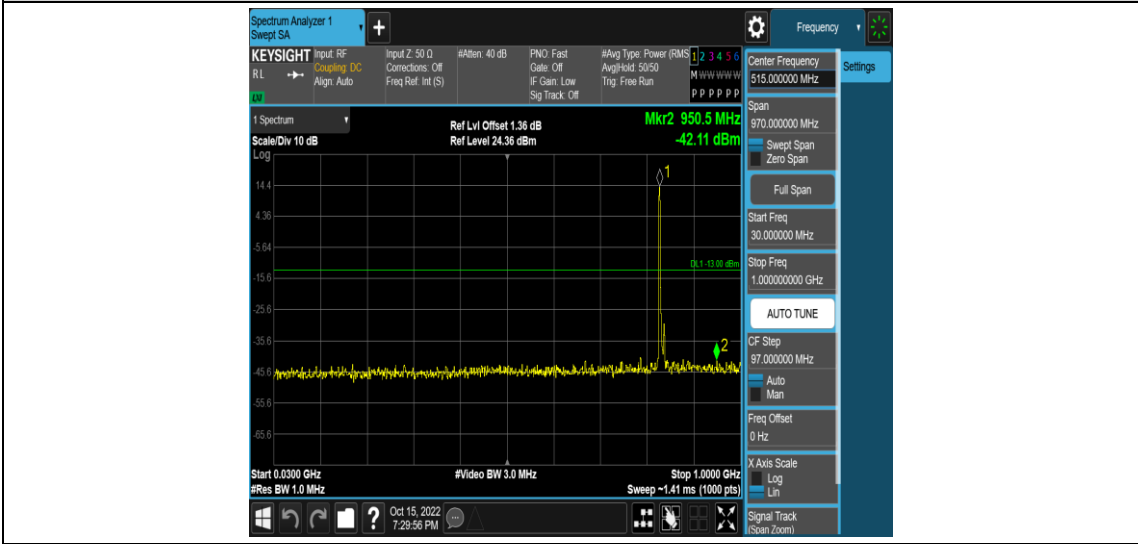 Spectrum Analyzer 1
Swept SA
+
Frequency
KEYSIGHT
RL
Input: RF
Coupling: DC
Align: Auto
Input Z: 50 Ω
Corrections: Off
Freq Ref: Int (S)
#Atten: 40 dB
PNO: Fast
Gate: Off
IF Gain: Low
Sig Track: Off
#Avg Type: Power (RMS
Avg|Hold: 50/50
Trig: Free Run
1 2 3 4 5 6
M W W W W W
P P P P P P
1 Spectrum
Scale/Div 10 dB
Log
Ref Lvl Offset 1.36 dB
Ref Level 24.36 dBm
Mkr2 950.5 MHz
-42.11 dBm
1
14.4
4.36
-5.64
DL1 -13.00 dBm
-15.6
-25.6
-35.6
2
-45.6
-55.6
-65.6
Start 0.0300 GHz
#Video BW 3.0 MHz
Stop 1.0000 GHz
#Res BW 1.0 MHz
Sweep ~1.41 ms (1000 pts)
?
Oct 15, 2022
7:29:56 PM
Settings
Center Frequency
515.000000 MHz
Span
970.000000 MHz
Swept Span
Zero Span
Full Span
Start Freq
30.000000 MHz
Stop Freq
1.000000000 GHz
AUTO TUNE
CF Step
97.000000 MHz
Auto
Man
Freq Offset
0 Hz
X Axis Scale
Log
Lin
Signal Track
(Span Zoom)